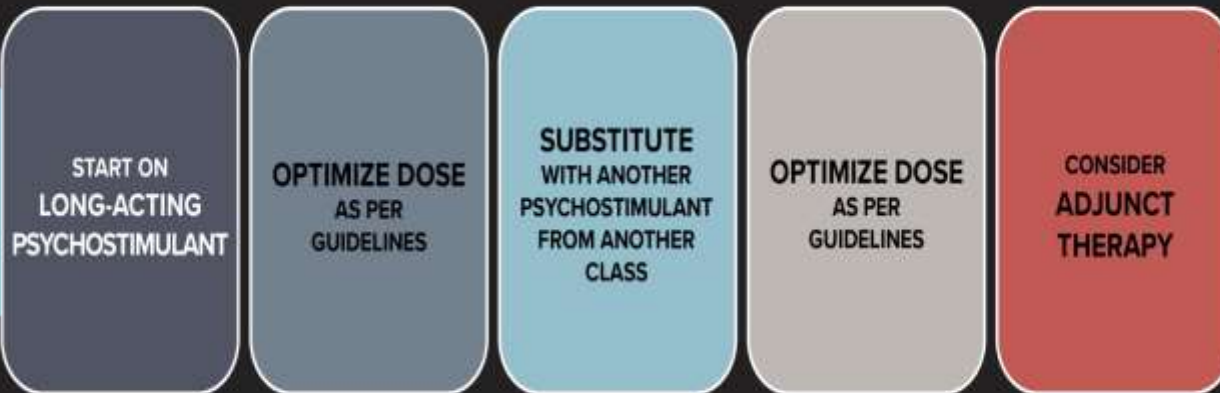 START ON
LONG-ACTING
PSYCHOSTIMULANT
OPTIMIZE DOSE
AS PER
GUIDELINES
SUBSTITUTE
WITH ANOTHER
PSYCHOSTIMULANT
FROM ANOTHER
CLASS
OPTIMIZE DOSE
AS PER
GUIDELINES
CONSIDER
ADJUNCT
THERAPY